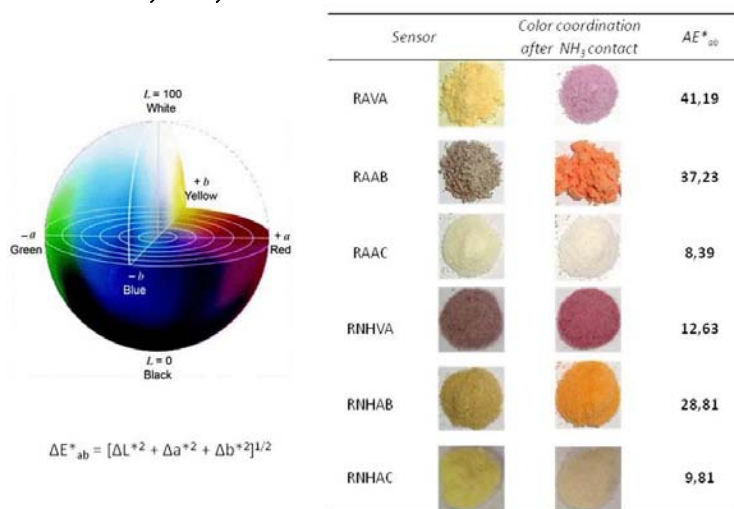 L = 100
White
+ b
Yellow
– a
Green
+ a
Red
– b
Blue
L = 0
Black
ΔE*ab = [ΔL*2 + Δa*2 + Δb*2]1/2
Sensor Color coordination after NH3 contact AE*ab
RAVA 41,19
RAAB 37,23
RAAC 8,39
RNHVA 12,63
RNHAB 28,81
RNHAC 9,81